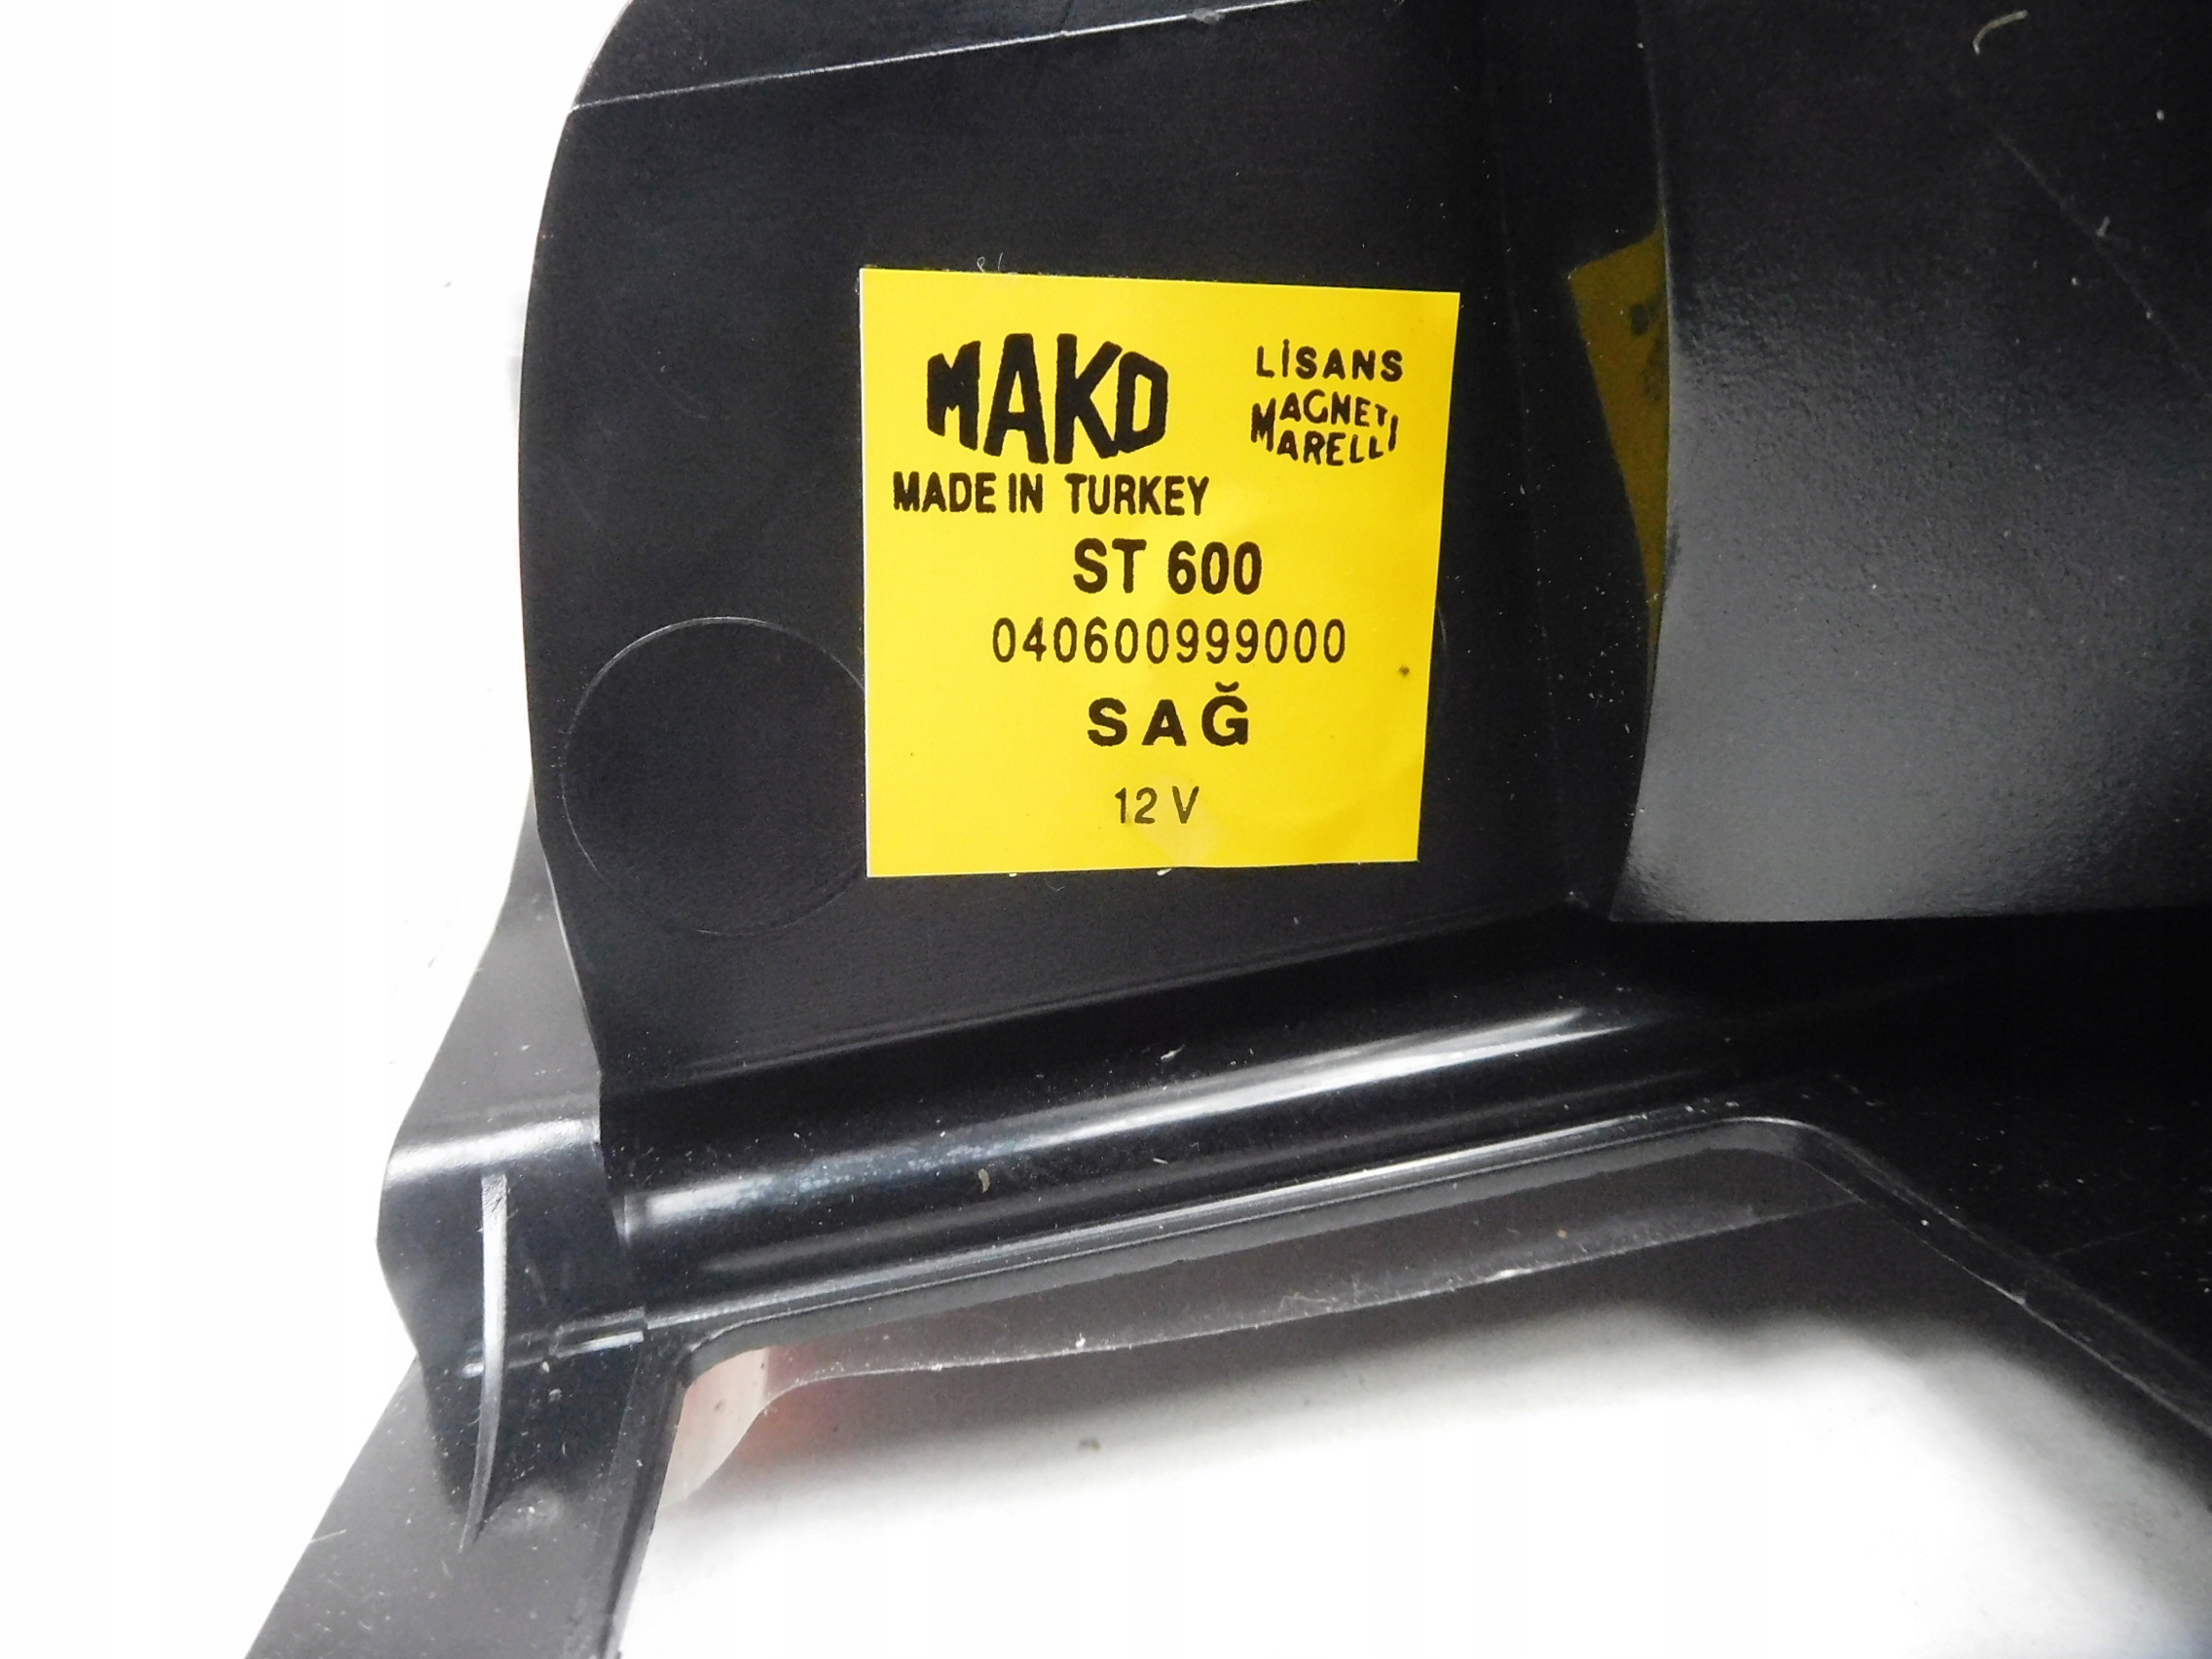 MAKO
LİSANS
MAGNETI
MARELLI
MADE IN TURKEY
ST 600
040600999000
SAĞ
12 V